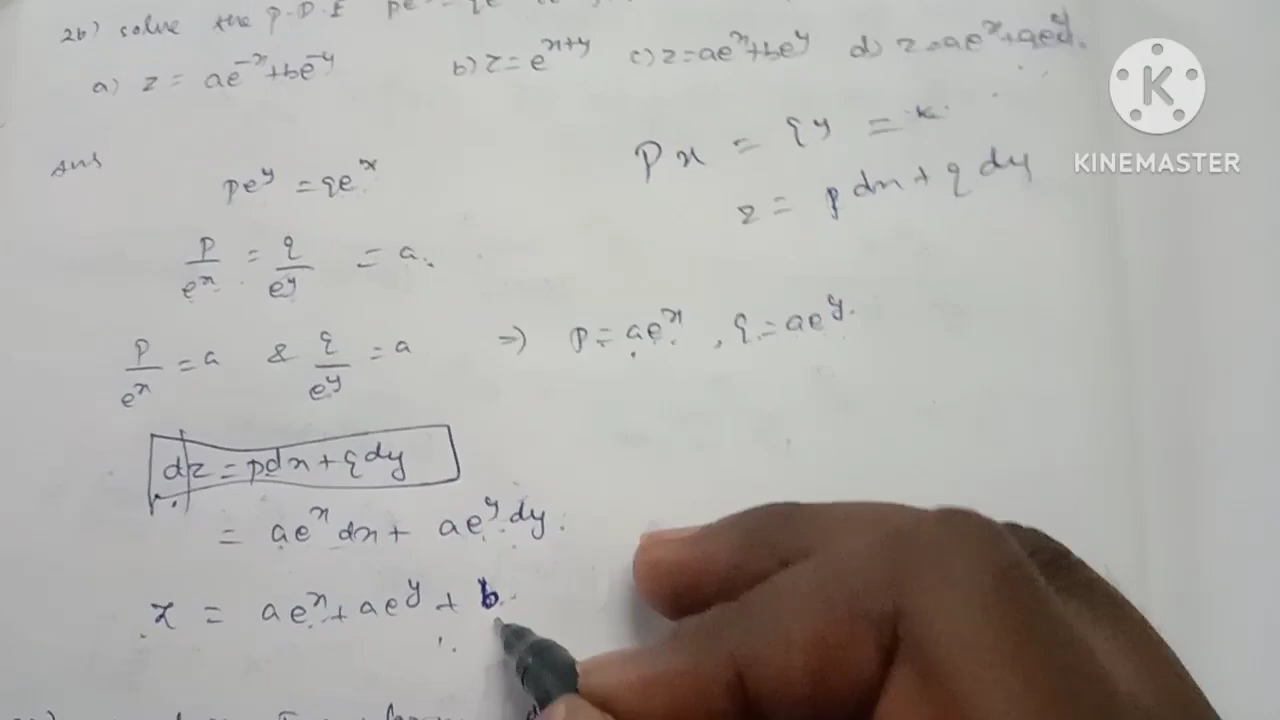 26) solve the P.D.E pe = qe
a) z = ae^-x+be^-y b) z = e^x+y c) z=ae^x+be^y d) z=ae^x+ae^y.
KINEMASTER
Ans
Px = qy = k
z = p dx + q dy
pe^y = qe^x
p/e^x = q/e^y = a.
p/e^x = a & q/e^y = a => p = ae^x, q = ae^y.
dz = pdx + qdy
= ae^x dx + ae^y dy.
z = ae^x + ae^y + b